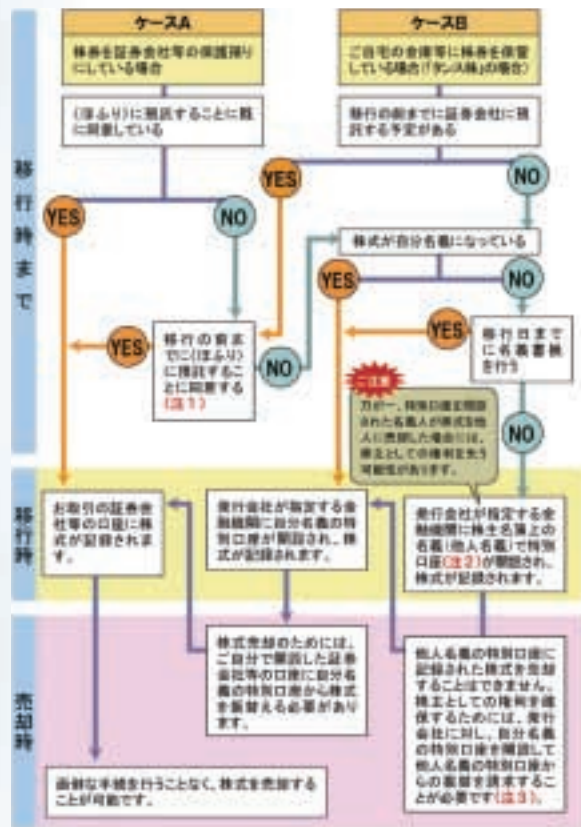 ケースA
株券を証券会社等の保護預り
にしている場合
ケースB
ご自宅の金庫等に株券を保管
している場合(「タンス株」の場合)
移行時まで
(ほふり)に預託することに既
に同意している
移行の前までに証券会社に預
託する予定がある
YES
NO
YES
NO
株式が自分名義になっている
YES
NO
YES
移行の前まで
に(ほふり)
に預託するこ
とに同意する
(注1)
NO
YES
移行日まで
に名義書換
を行う
NO
ご注意
万が一、特別口座を開設
された名義人が株式を他
人に売却した場合には、
株主としての権利を失う
可能性があります。
移行時
お取引の証券会
社等の口座に株
式が記録されま
す。
発行会社が指定する金
融機関に自分名義の特
別口座が開設され、株
式が記録されます。
発行会社が指定する金
融機関に株主名簿上の
名義(他人名義)で特別
口座(注2)が開設され、
株式が記録されます。
売却時
株式売却のためには、
ご自分で開設した証券
会社等の口座に自分名
義の特別口座から株式
を振替える必要があり
ます。
他人名義の特別口座に
記録された株式を売却
することはできません。
株主としての権利を確
保するためには、発行
会社に対し、自分名義
の特別口座を開設して
他人名義の特別口座か
らの振替を請求するこ
とが必要です(注3)。
面倒な手続を行うことなく、株式を売却する
ことが可能です。